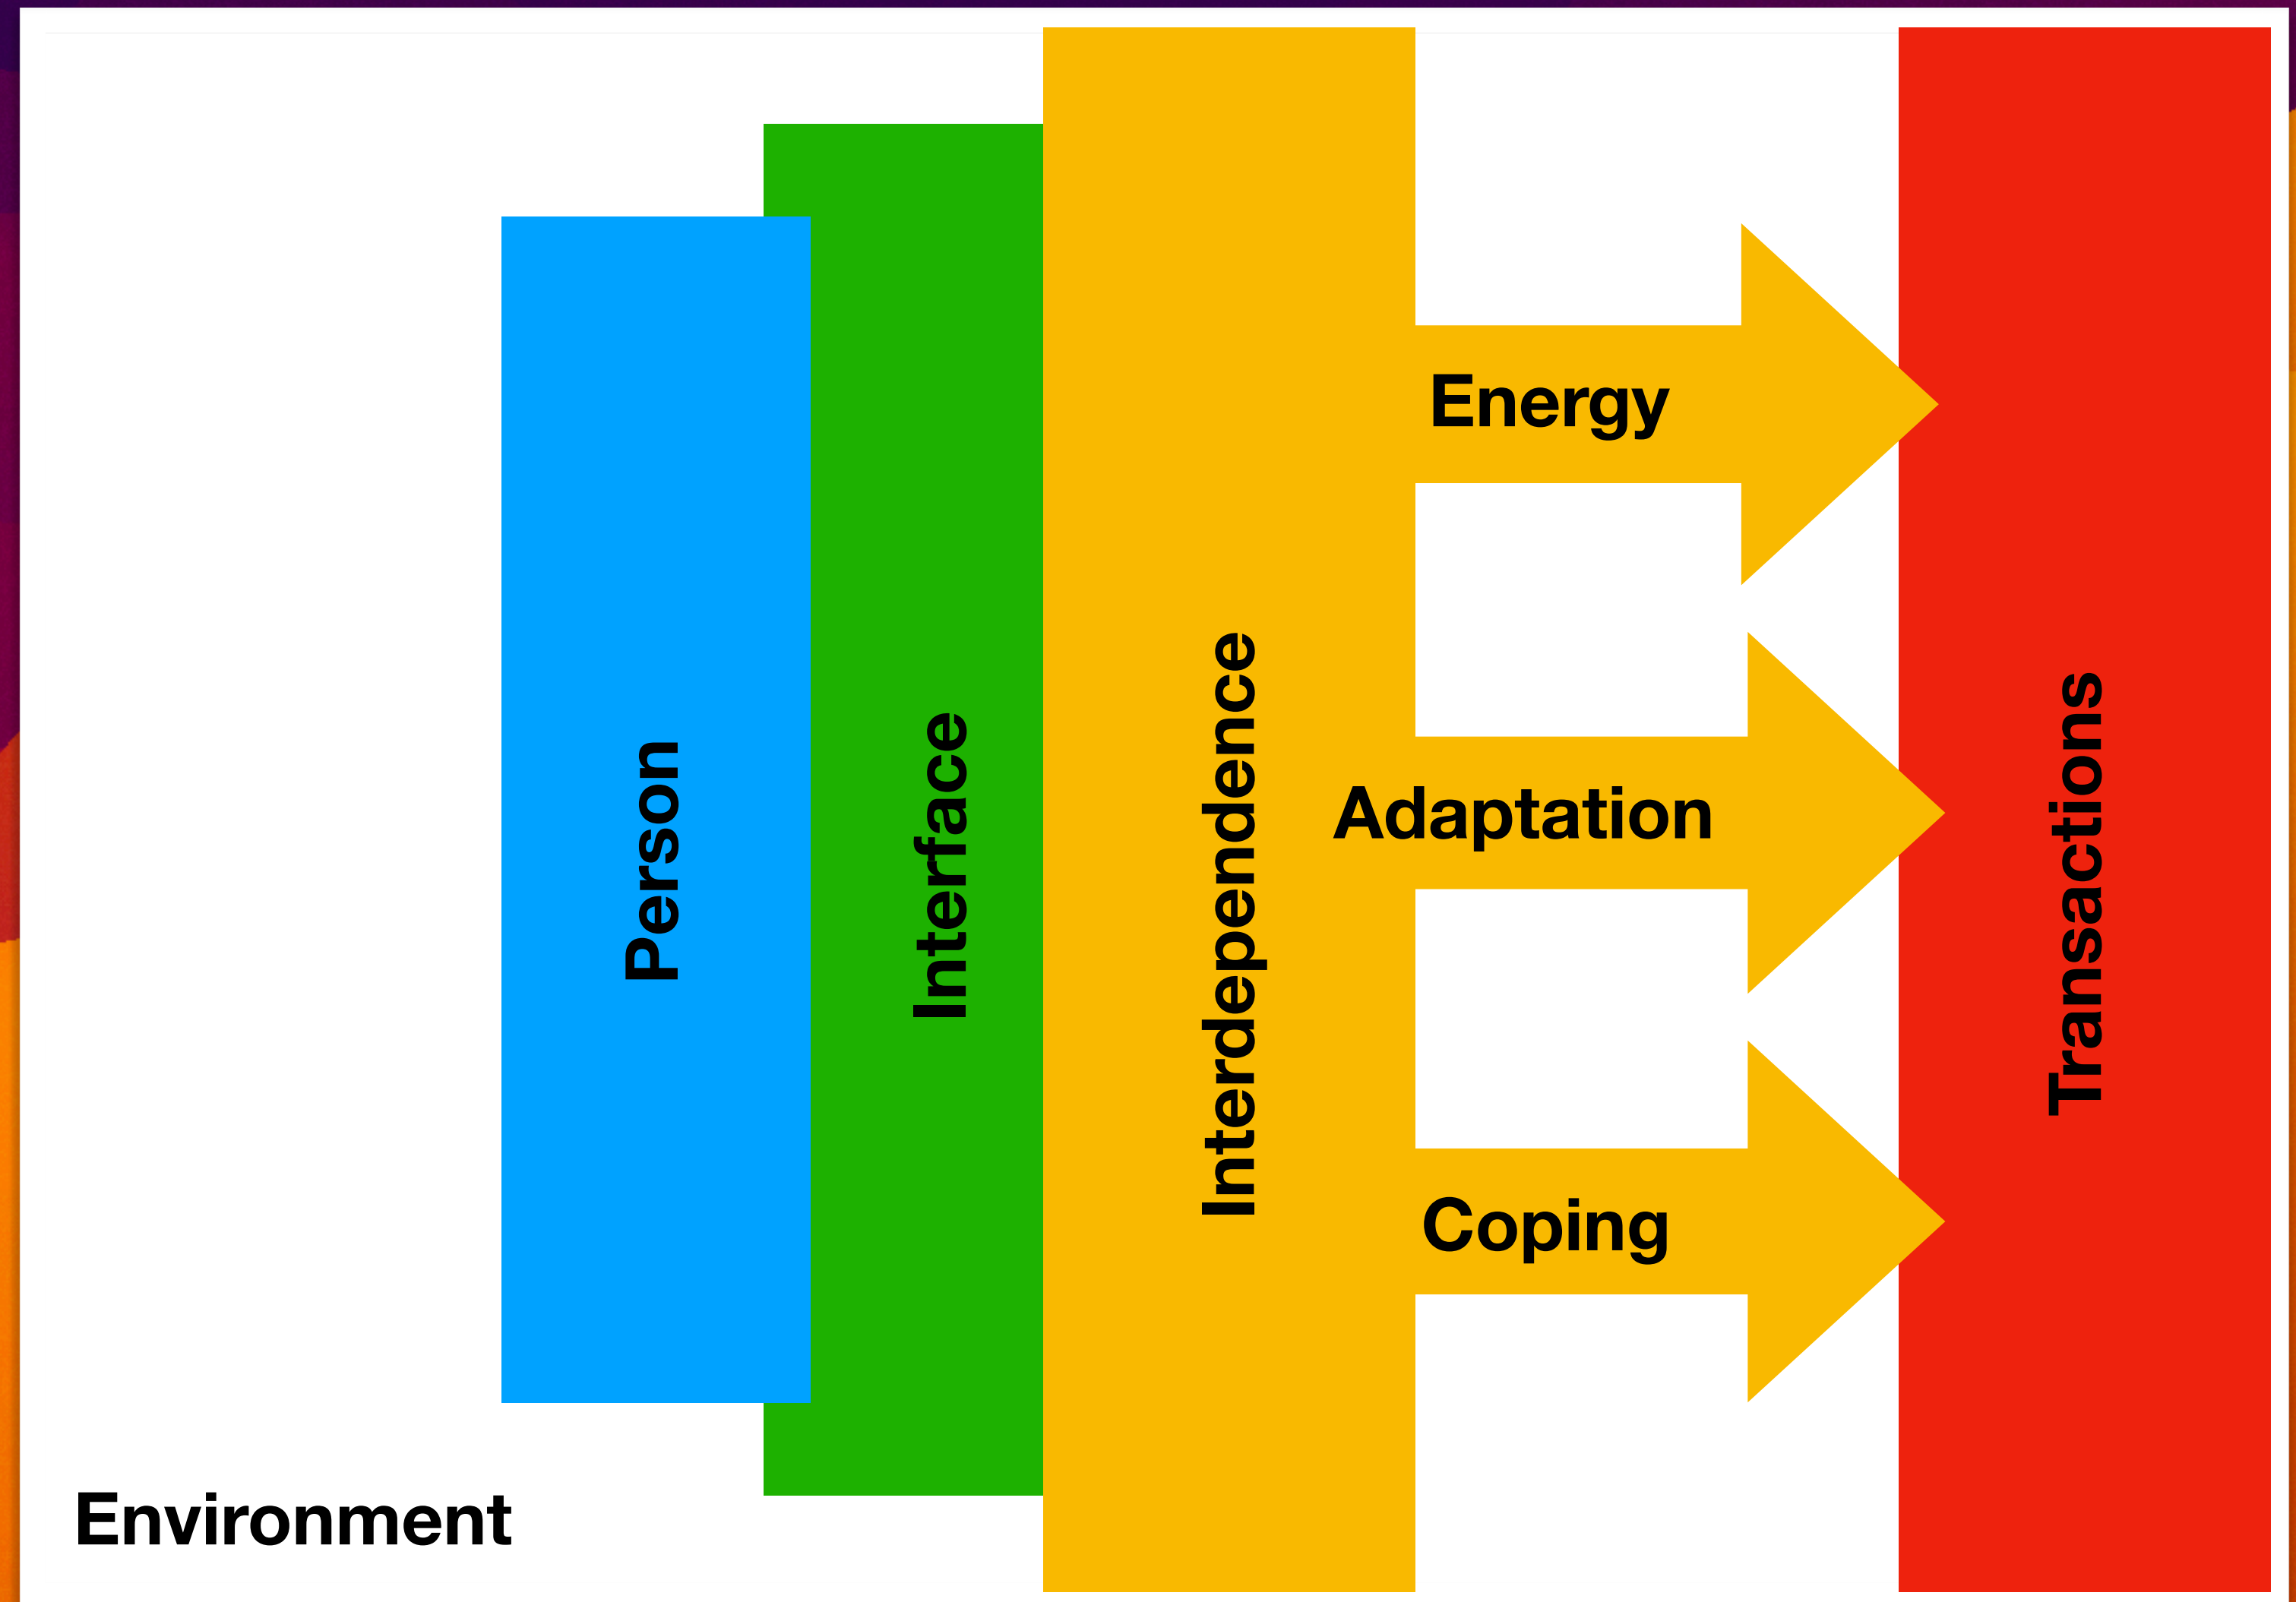 Person
Interface
Interdependence
Energy
Adaptation
Coping
Transactions
Environment